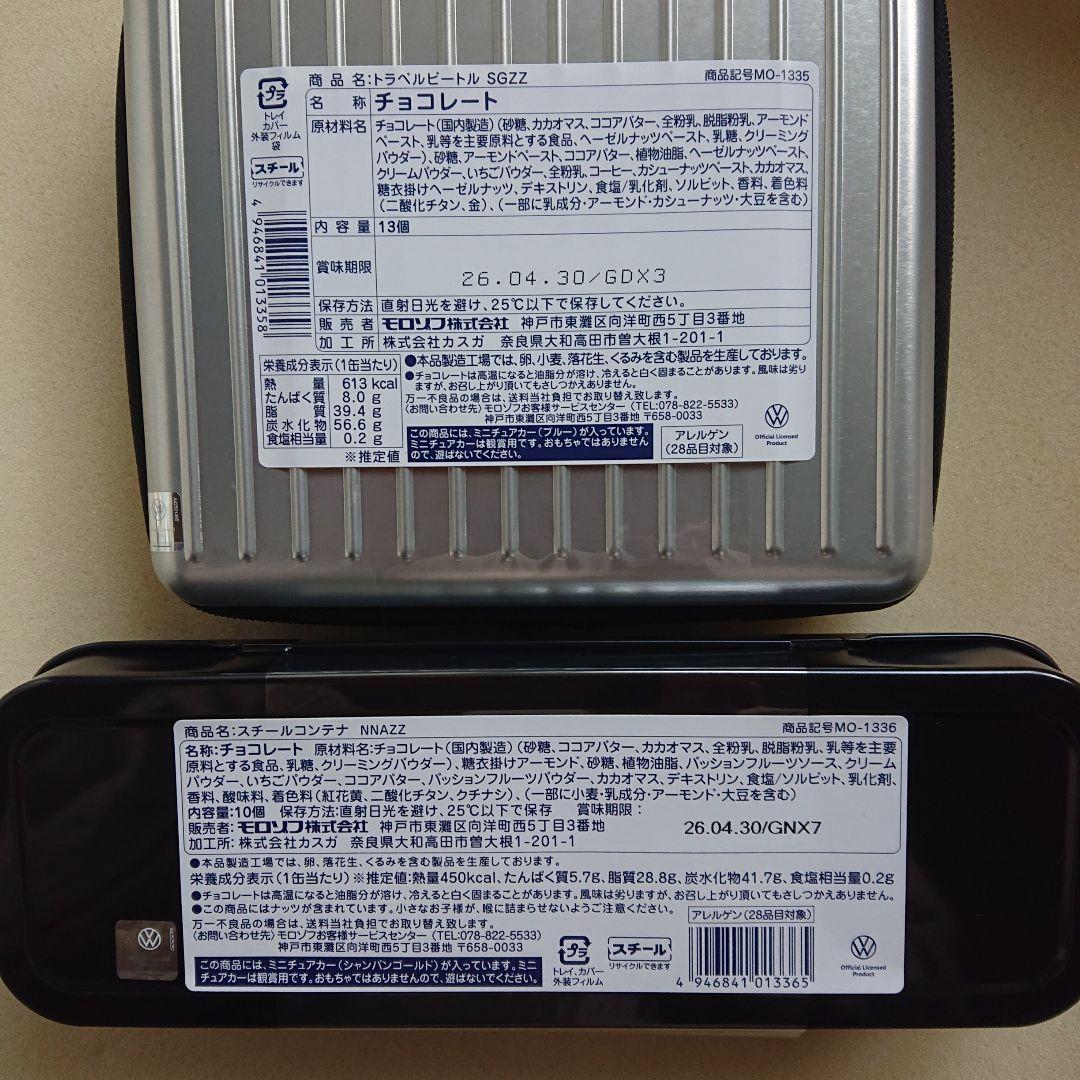 商品名:トラベルビートル SGZZ
商品記号MO-1335
プラ
トレイ
カバー
外装フィルム
袋
スチール
リサイクルできます
4 946841 013358
名 称 チョコレート
原材料名 チョコレート(国内製造)(砂糖、カカオマス、ココアバター、全粉乳、脱脂粉乳、アーモンド
ペースト、乳等を主要原料とする食品、ヘーゼルナッツペースト、乳糖、クリーミング
パウダー)、砂糖、アーモンドペースト、ココアバター、植物油脂、ヘーゼルナッツペースト、
クリームパウダー、いちごパウダー、全粉乳、コーヒー、カシューナッツペースト、カカオマス、
糖衣掛けヘーゼルナッツ、デキストリン、食塩/乳化剤、ソルビット、香料、着色料
(二酸化チタン、金)、(一部に乳成分・アーモンド・カシューナッツ・大豆を含む)
内容量 13個
賞味期限 26.04.30/GDX3
保存方法 直射日光を避け、25℃以下で保存してください。
販売者 モロゾフ株式会社 神戸市東灘区向洋町西5丁目3番地
加工所 株式会社カスガ 奈良県大和高田市曽大根1-201-1
栄養成分表示(1缶当たり)
熱量 613 kcal
たんぱく質 8.0 g
脂質 39.4 g
炭水化物 56.6 g
食塩相当量 0.2 g
※推定値
●本品製造工場では、卵、小麦、落花生、くるみを含む製品を生産しております。
●チョコレートは高温になると油脂分が溶け、冷えると白く固まることがあります。風味は劣り
ますが、お召し上がり頂いてもさしつかえありません。
万一不良品の場合は、送料当社負担でお取り替え致します。
〈お問い合わせ先〉モロゾフお客様サービスセンター(TEL:078-822-5533)
神戸市東灘区向洋町西5丁目3番地 〒658-0033
この商品には、ミニチュアカー(ブルー)が入っています。
ミニチュアカーは観賞用です。おもちゃではありません
ので、遊ばないでください。
アレルゲン
(28品目対象)
Official Licensed
Product
商品名:スチールコンテナ NNAZZ
商品記号MO-1336
名称:チョコレート 原材料名:チョコレート(国内製造)(砂糖、ココアバター、カカオマス、全粉乳、脱脂粉乳、乳等を主要
原料とする食品、乳糖、クリーミングパウダー)、糖衣掛けアーモンド、砂糖、植物油脂、パッションフルーツソース、クリーム
パウダー、いちごパウダー、ココアバター、パッションフルーツパウダー、カカオマス、デキストリン、食塩/ソルビット、乳化剤、
香料、酸味料、着色料(紅花黄、二酸化チタン、クチナシ)、(一部に小麦・乳成分・アーモンド・大豆を含む)
内容量:10個 保存方法:直射日光を避け、25℃以下で保存 賞味期限:
販売者:モロゾフ株式会社 神戸市東灘区向洋町西5丁目3番地
26.04.30/GNX7
加工所:株式会社カスガ 奈良県大和高田市曽大根1-201-1
●本品製造工場では、卵、落花生、くるみを含む製品を生産しております。
栄養成分表示(1缶当たり)※推定値:熱量450kcal、たんぱく質5.7g、脂質28.8g、炭水化物41.7g、食塩相当量0.2g
●チョコレートは高温になると油脂分が溶け、冷えると白く固まることがあります。風味は劣りますが、お召し上がり頂いてもさしつかえありません。
●この商品にはナッツが含まれています。小さなお子様が、喉に詰まらせないようご注意ください。
万一不良品の場合は、送料当社負担でお取り替え致します。
〈お問い合わせ先〉モロゾフお客様サービスセンター(TEL:078-822-5533)
神戸市東灘区向洋町西5丁目3番地 〒658-0033
この商品には、ミニチュアカー(シャンパンゴールド)が入っています。ミニ
チュアカーは観賞用です。おもちゃではありませんので、遊ばないでください。
プラ
トレイ、カバー
外装フィルム
スチール
リサイクルできます
アレルゲン(28品目対象)
4 946841 013365
Official Licensed
Product